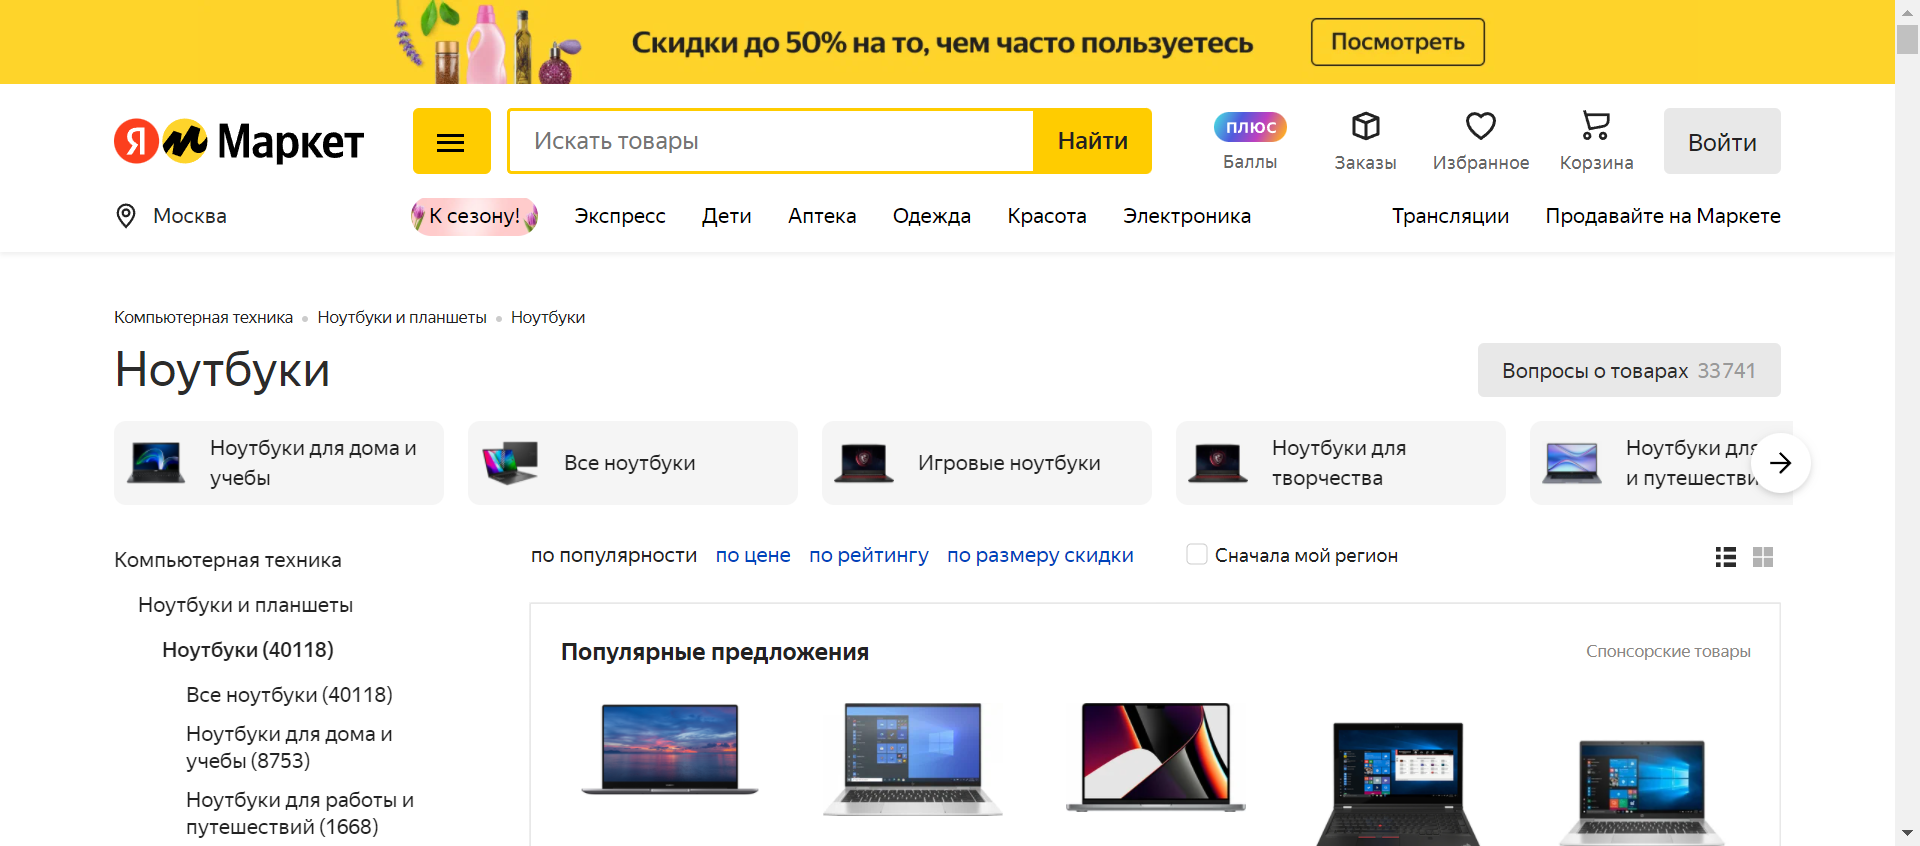 Скидки до 50% на то, чем часто пользуетесь
Посмотреть
Я м Маркет
Искать товары
Найти
плюс
Баллы
Заказы
Избранное
Корзина
Войти
Москва
К сезону!
Экспресс
Дети
Аптека
Одежда
Красота
Электроника
Трансляции
Продавайте на Маркете
Компьютерная техника • Ноутбуки и планшеты • Ноутбуки
Ноутбуки
Вопросы о товарах 33741
Ноутбуки для дома и
учебы
Все ноутбуки
Игровые ноутбуки
Ноутбуки для
творчества
Ноутбуки для
и путешестви
Компьютерная техника
Ноутбуки и планшеты
Ноутбуки (40118)
Все ноутбуки (40118)
Ноутбуки для дома и
учебы (8753)
Ноутбуки для работы и
путешествий (1668)
по популярности
по цене
по рейтингу
по размеру скидки
Сначала мой регион
Популярные предложения
Спонсорские товары